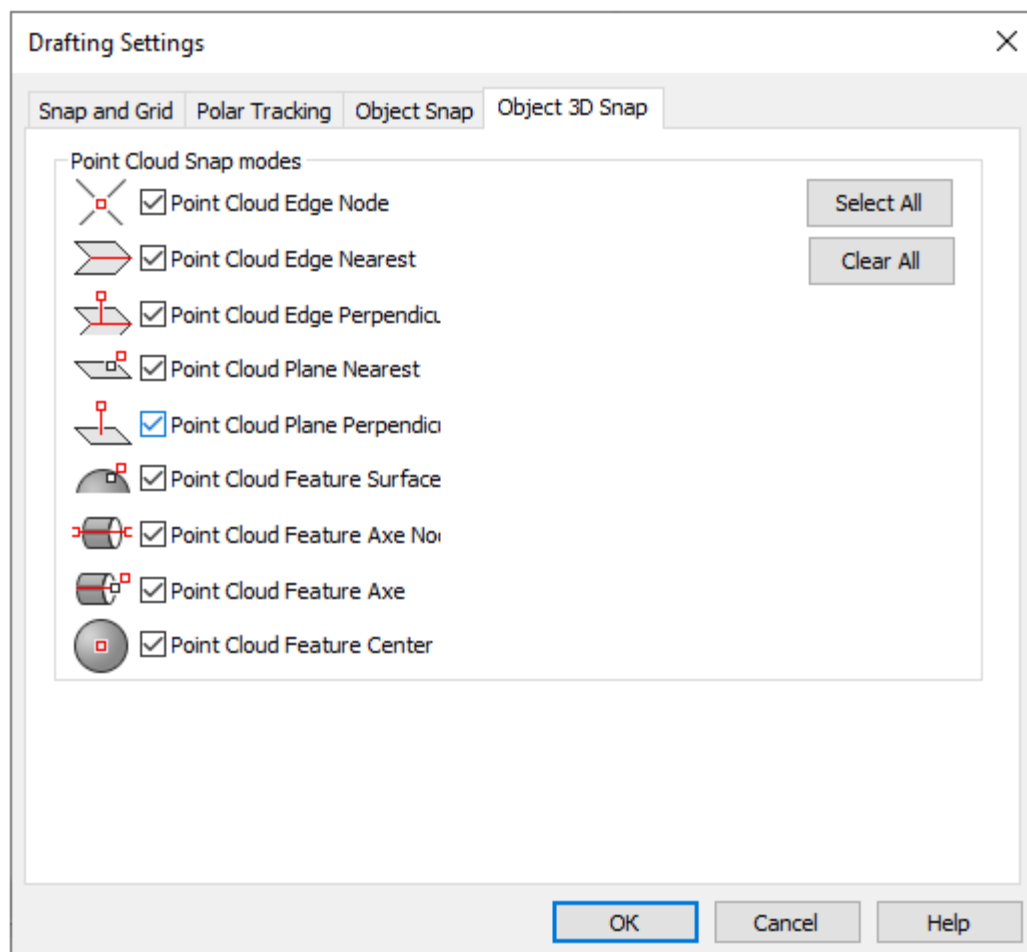 Drafting Settings
Snap and Grid Polar Tracking Object Snap Object 3D Snap
Point Cloud Snap modes
Point Cloud Edge Node Select All
Point Cloud Edge Nearest Clear All
Point Cloud Edge Perpendicu
Point Cloud Plane Nearest
Point Cloud Plane Perpendicu
Point Cloud Feature Surface
Point Cloud Feature Axe No
Point Cloud Feature Axe
Point Cloud Feature Center
OK Cancel Help